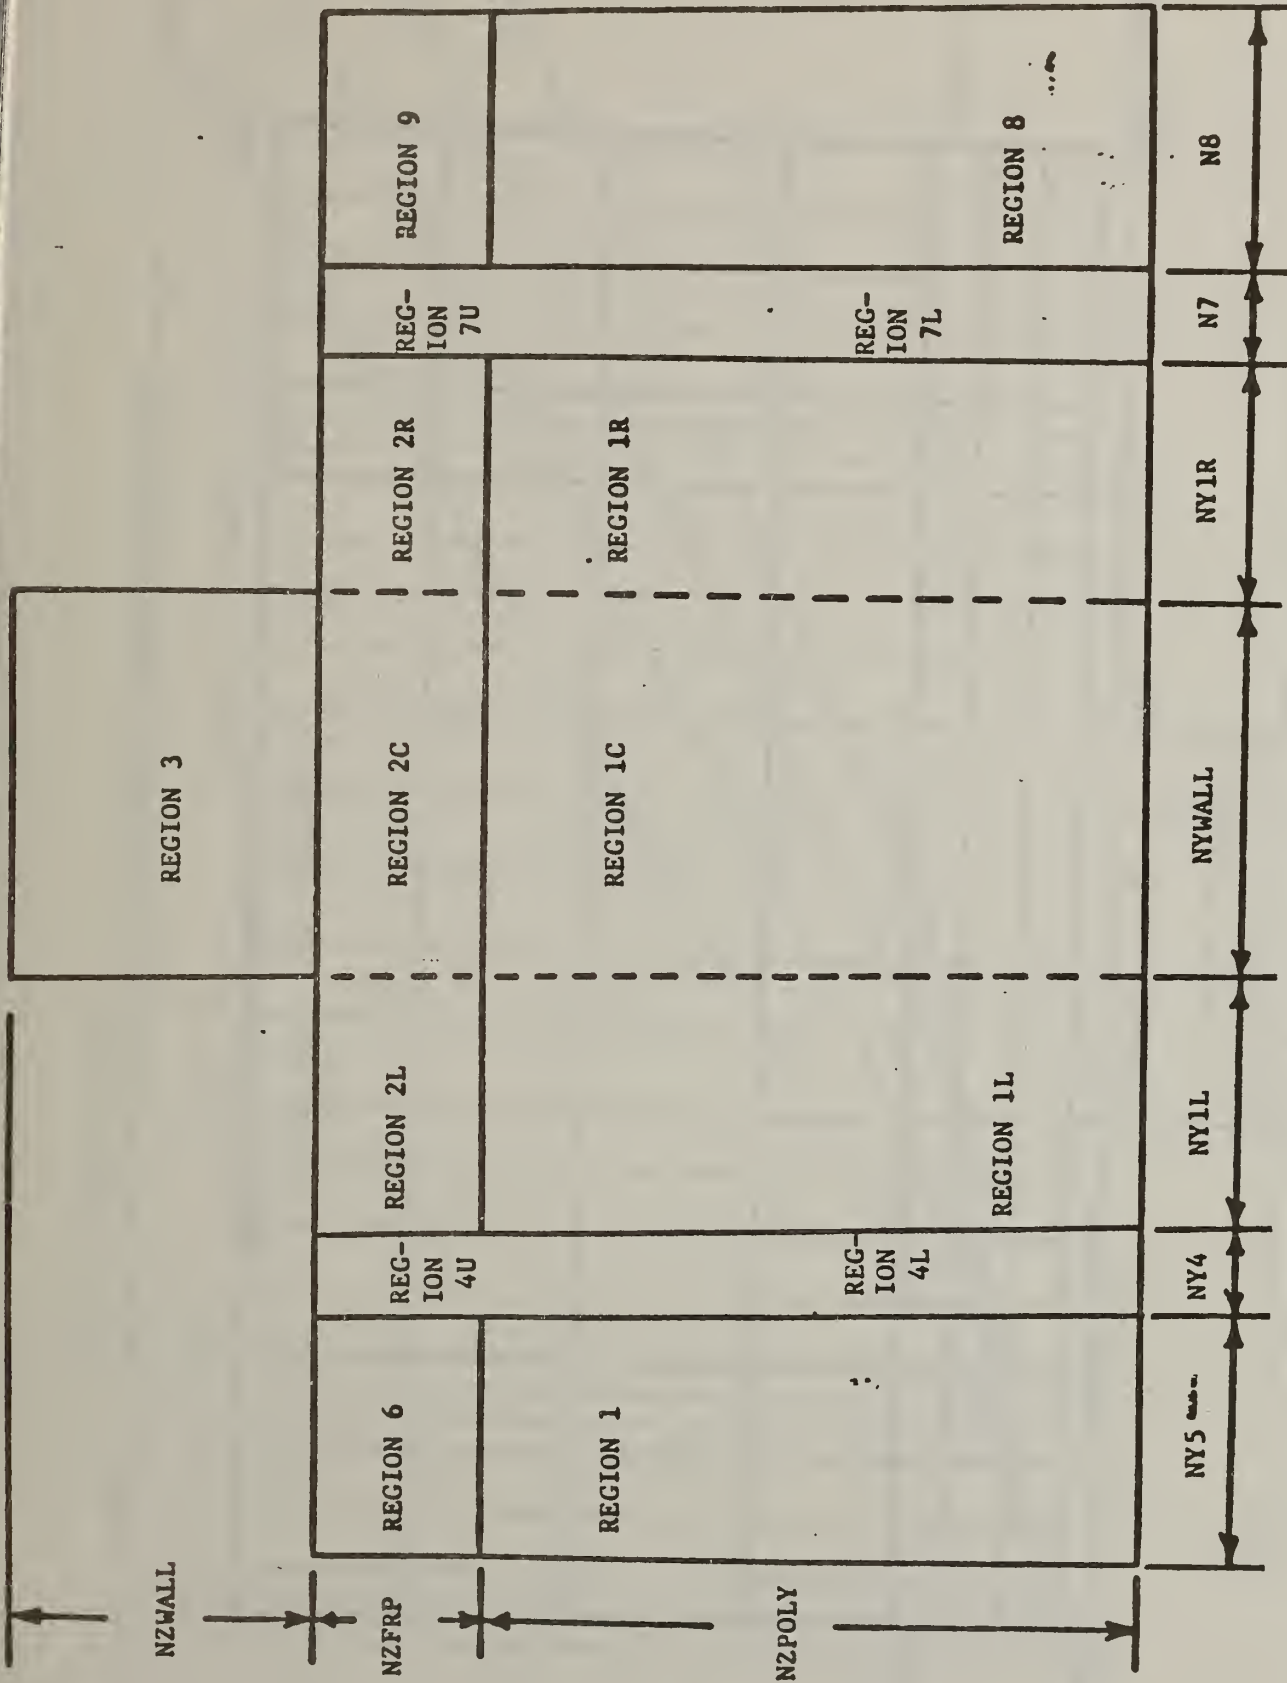 REGION 3
NZWALL
REGION 6
REG-
ION
4U
REGION 2L
REGION 2C
REGION 2R
REG-
ION
7U
REGION 9
NZFRP
REGION 1
REG-
ION
4L
REGION 1L
REGION 1C
REGION 1R
REG-
ION
7L
REGION 8
NZPOLY
NY5
NY4
NY1L
NYWALL
NY1R
N7
N8